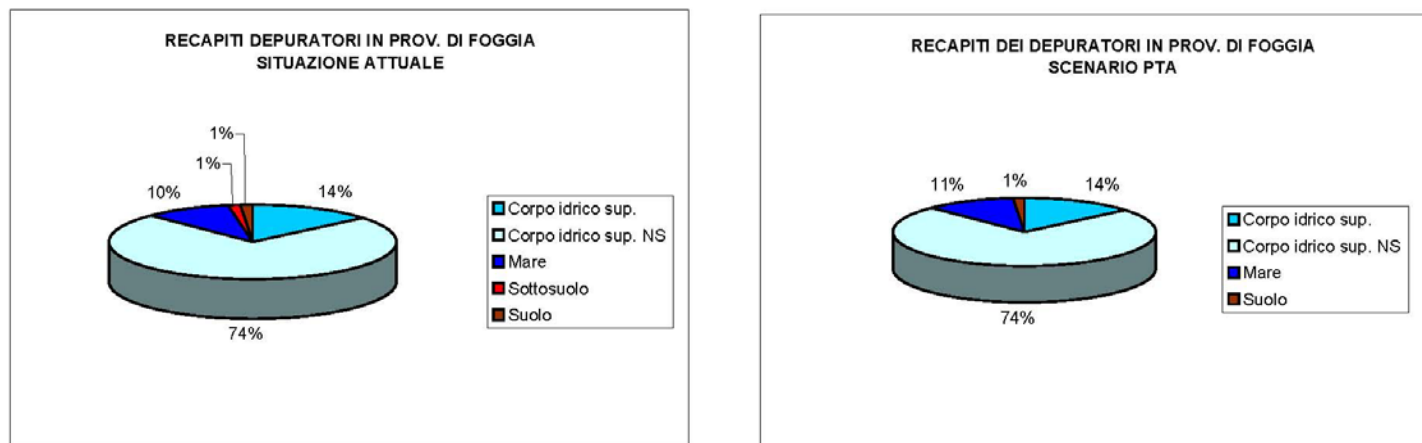 RECAPITI DEPURATORI IN PROV. DI FOGGIA
SITUAZIONE ATTUALE
1%
1%
10%
14%
74%
Corpo idrico sup.
Corpo idrico sup. NS
Mare
Sottosuolo
Suolo
RECAPITI DEI DEPURATORI IN PROV. DI FOGGIA
SCENARIO PTA
11%
1%
14%
74%
Corpo idrico sup.
Corpo idrico sup. NS
Mare
Suolo